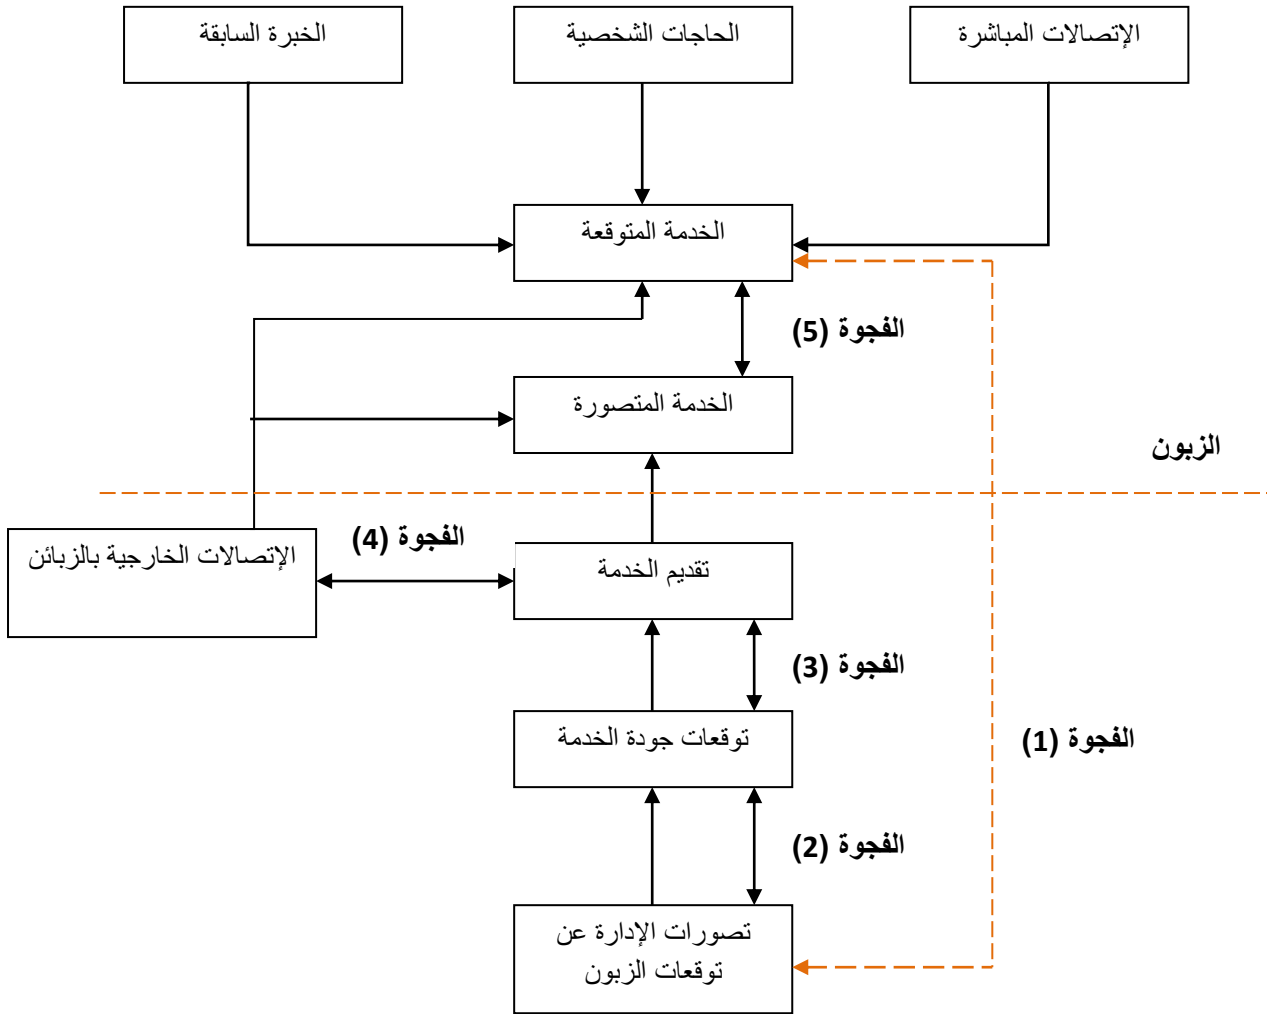 الإتصالات المباشرة
الحاجات الشخصية
الخبرة السابقة
الخدمة المتوقعة
الفجوة (5)
الخدمة المتصورة
الزبون
الفجوة (4)
الإتصالات الخارجية بالزبائن
تقديم الخدمة
الفجوة (3)
توقعات جودة الخدمة
الفجوة (1)
الفجوة (2)
تصورات الإدارة عن
توقعات الزبون